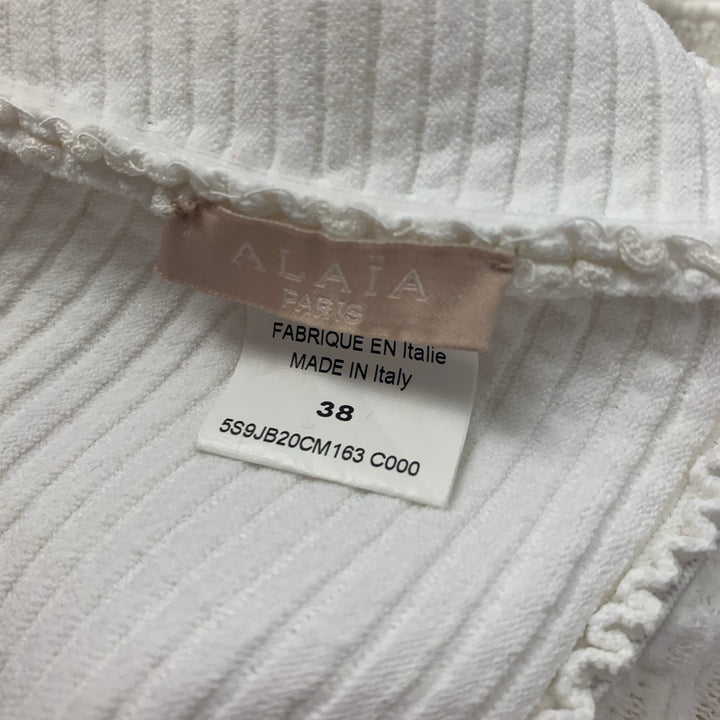 ALAÏA
PARIS
FABRIQUE EN Italie
MADE IN Italy
38
5S9JB20CM163 C000